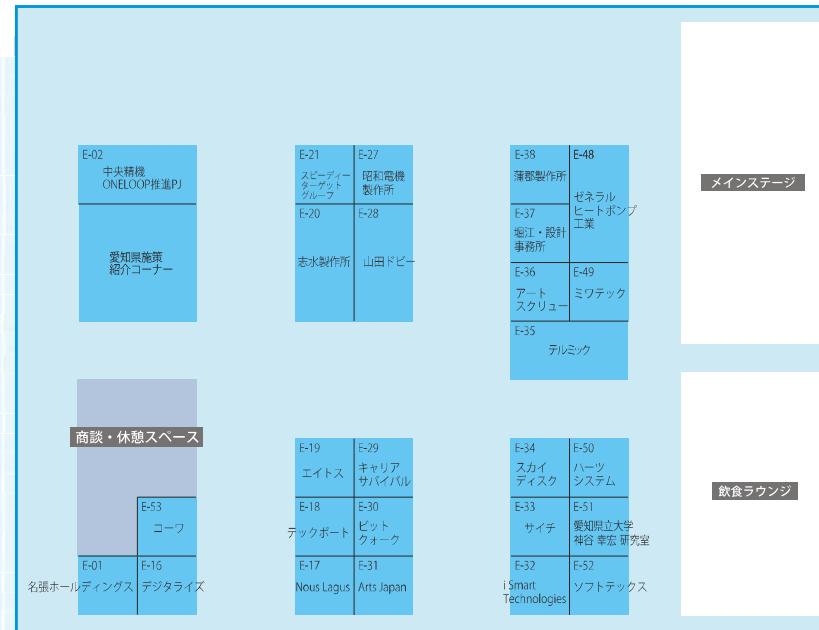 E-02
中央精機
ONELOOP推進PJ
愛知県施策
紹介コーナー
商談・休憩スペース
E-53
コーワ
E-01
名張ホールディングス
E-16
デジタライズ
E-21
スピーディー
ターゲット
グループ
E-27
昭和電機
製作所
E-20
志水製作所
E-28
山田ドビー
E-19
エイトス
E-29
キャリア
サバイバル
E-18
テックポート
E-30
ビット
クォーク
E-17
Nous Lagus
E-31
Arts Japan
E-38
蒲郡製作所
E-48
ゼネラル
ヒートポンプ
工業
E-37
堀江・設計
事務所
E-36
アート
スクリュー
E-49
ミワテック
E-35
テルミック
E-34
スカイ
ディスク
E-50
ハーツ
システム
E-33
サイチ
E-51
愛知県立大学
神谷 幸宏 研究室
E-32
i Smart
Technologies
E-52
ソフトテックス
メインステージ
飲食ラウンジ